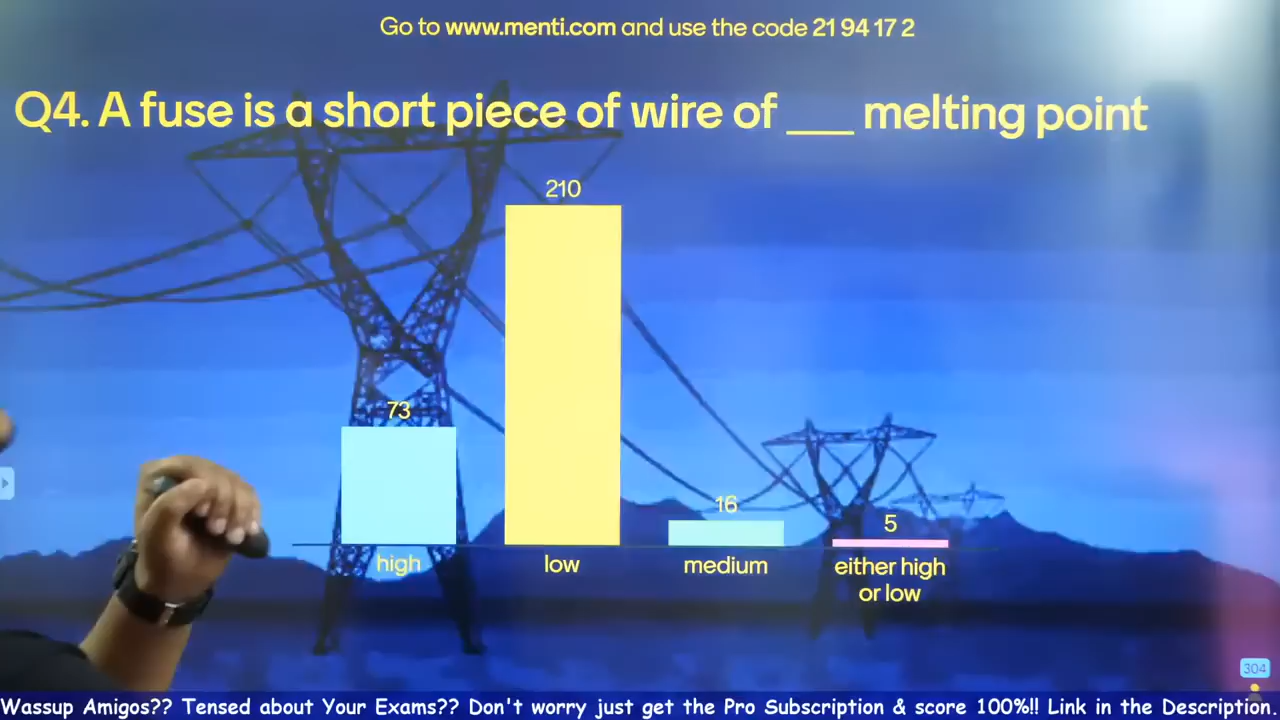 Go to www.menti.com and use the code 21 94 17 2
Q4. A fuse is a short piece of wire of ___ melting point
210
73
16
5
high
low
medium
either high
or low
304
Wassup Amigos?? Tensed about Your Exams?? Don't worry just get the Pro Subscription & score 100%!! Link in the Description.